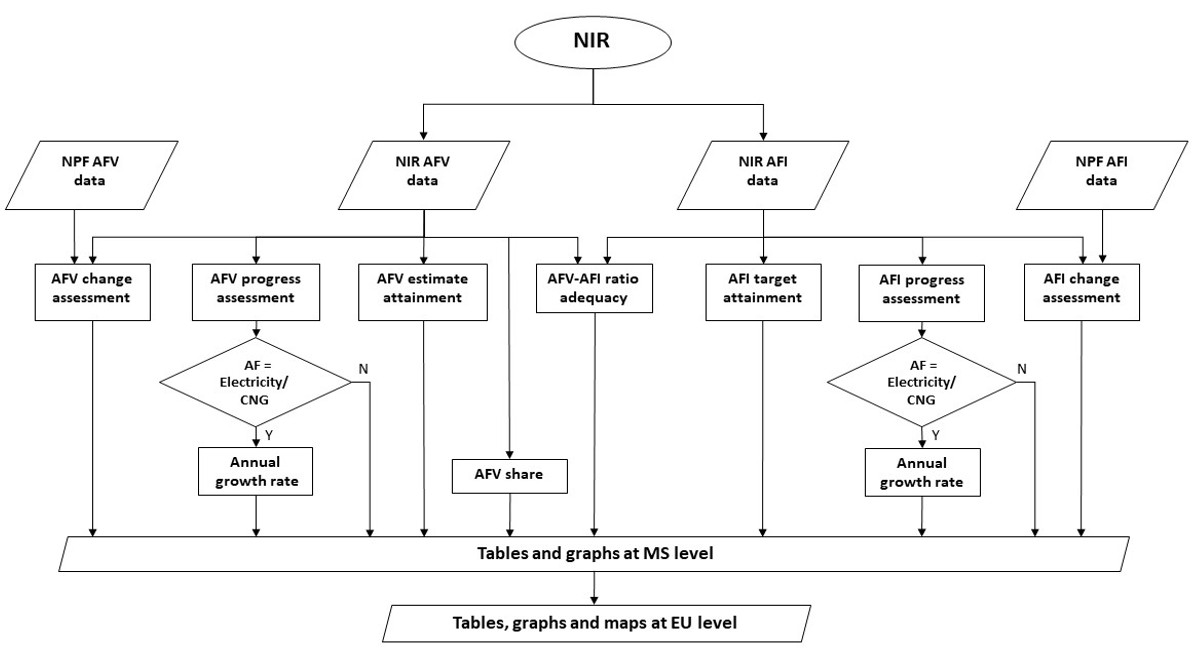 NIR
NPF AFV
data
NIR AFV
data
NIR AFI
data
NPF AFI
data
AFV change
assessment
AFV progress
assessment
AFV estimate
attainment
AFV-AFI ratio
adequacy
AFI target
attainment
AFI progress
assessment
AFI change
assessment
AF =
Electricity/
CNG
N
Y
Annual
growth rate
AFV share
AF =
Electricity/
CNG
N
Y
Annual
growth rate
Tables and graphs at MS level
Tables, graphs and maps at EU level